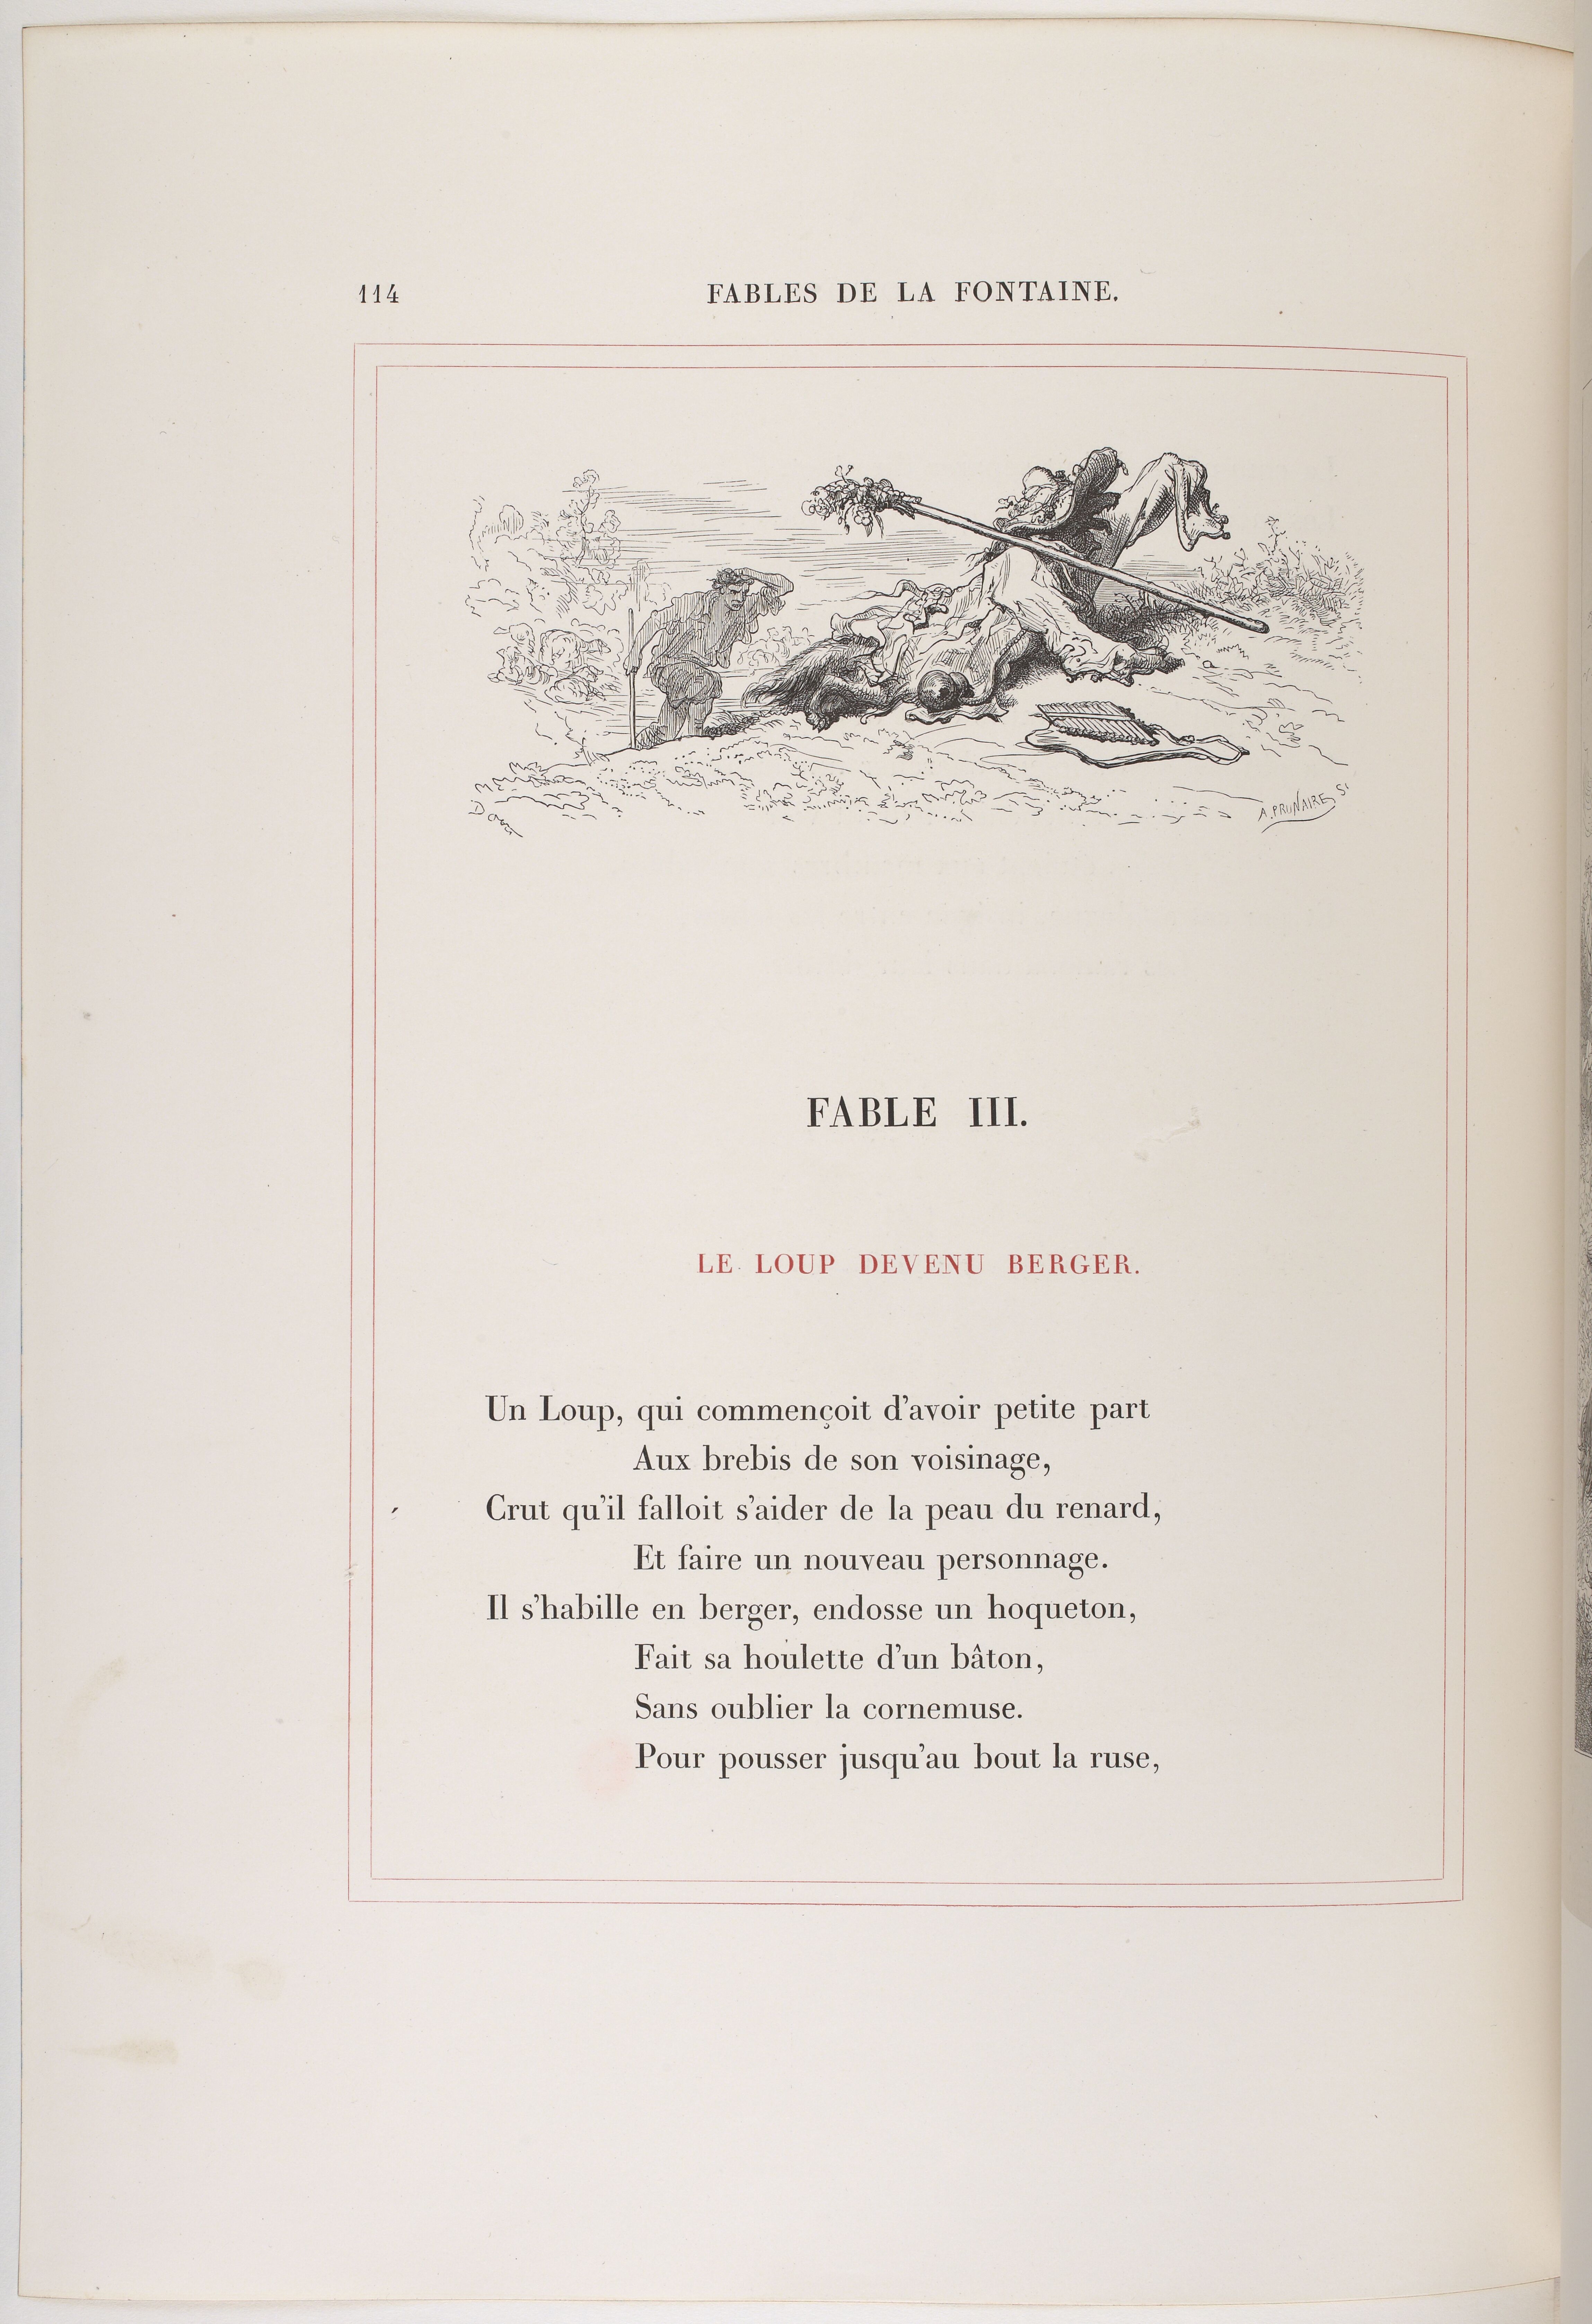 114
FABLES DE LA FONTAINE.
A. PRUNAIRE Sc
FABLE III.
LE LOUP DEVENU BERGER.
Un Loup, qui commençoit d'avoir petite part
Aux brebis de son voisinage,
Crut qu'il falloit s'aider de la peau du renard,
Et faire un nouveau personnage.
Il s'habille en berger, endosse un hoqueton,
Fait sa houlette d'un bâton,
Sans oublier la cornemuse.
Pour pousser jusqu'au bout la ruse,